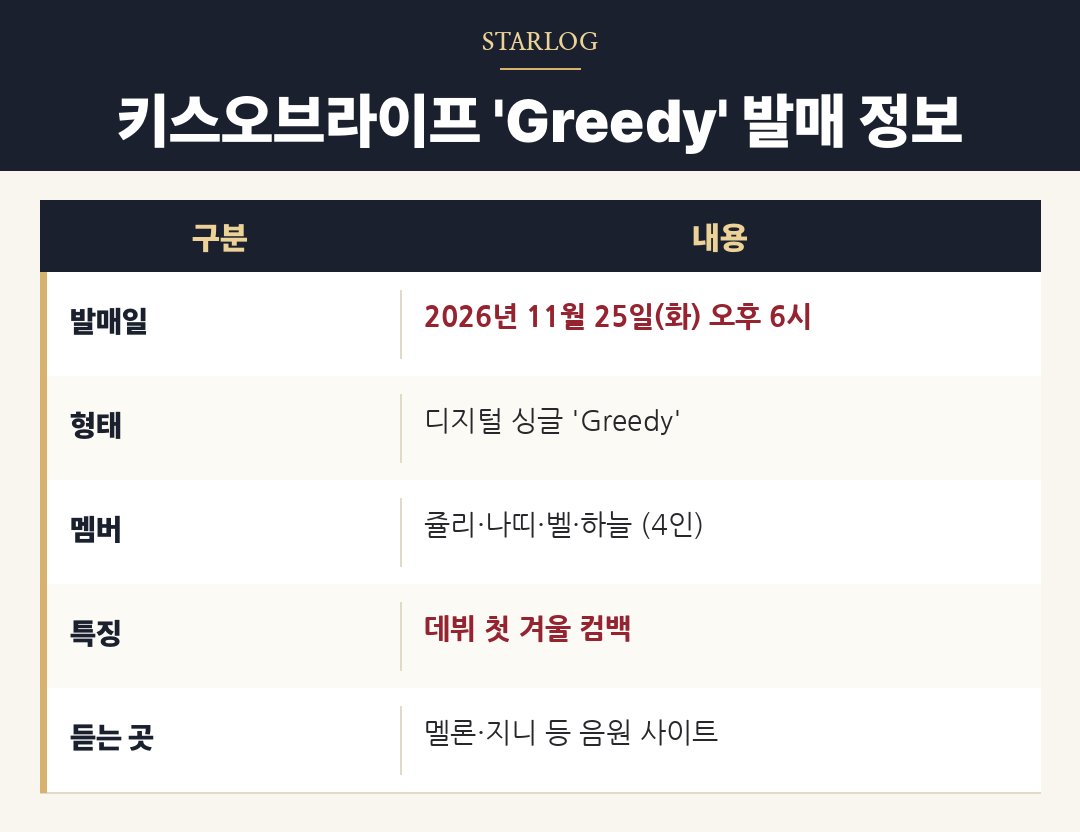 STARLOG
키스오브라이프 'Greedy' 발매 정보
구분 내용
발매일 2026년 11월 25일(화) 오후 6시
형태 디지털 싱글 'Greedy'
멤버 쥴리·나띠·벨·하늘 (4인)
특징 데뷔 첫 겨울 컴백
듣는 곳 멜론·지니 등 음원 사이트